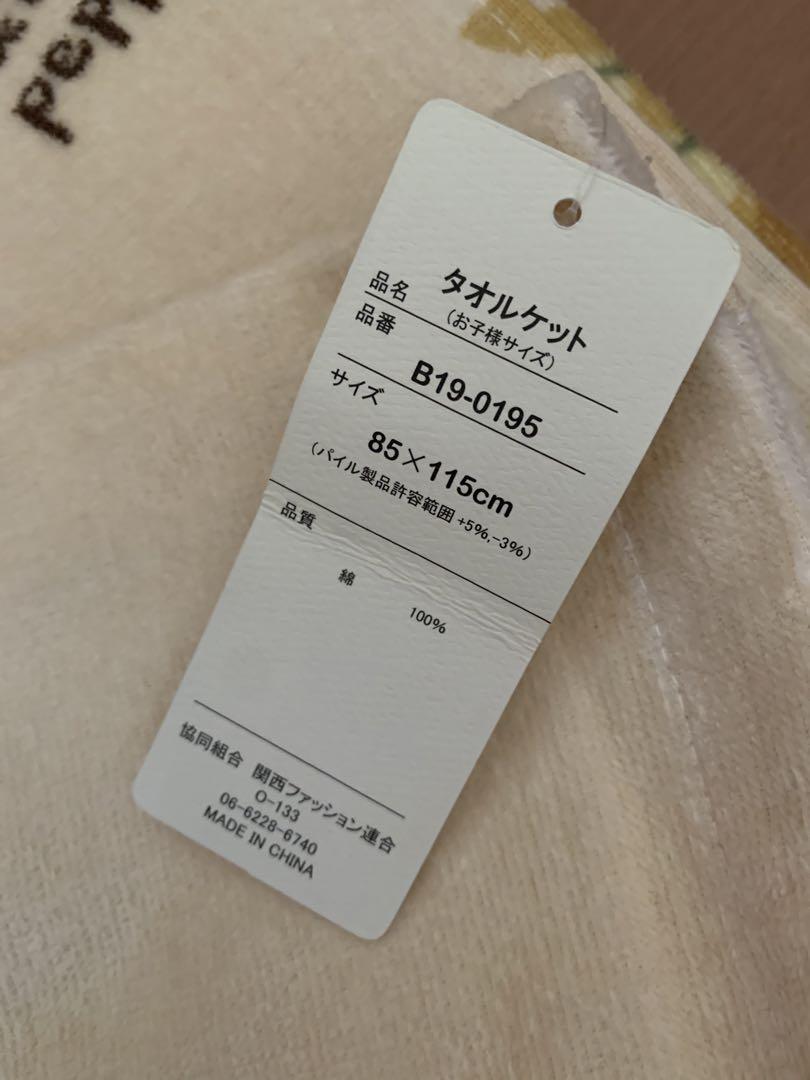 pep
品名 タオルケット
(お子様サイズ)
品番 B19-0195
サイズ 85×115cm
(パイル製品許容範囲 +5%,-3%)
品質
綿 100%
協同組合 関西ファッション連合
O-133
06-6228-6740
MADE IN CHINA